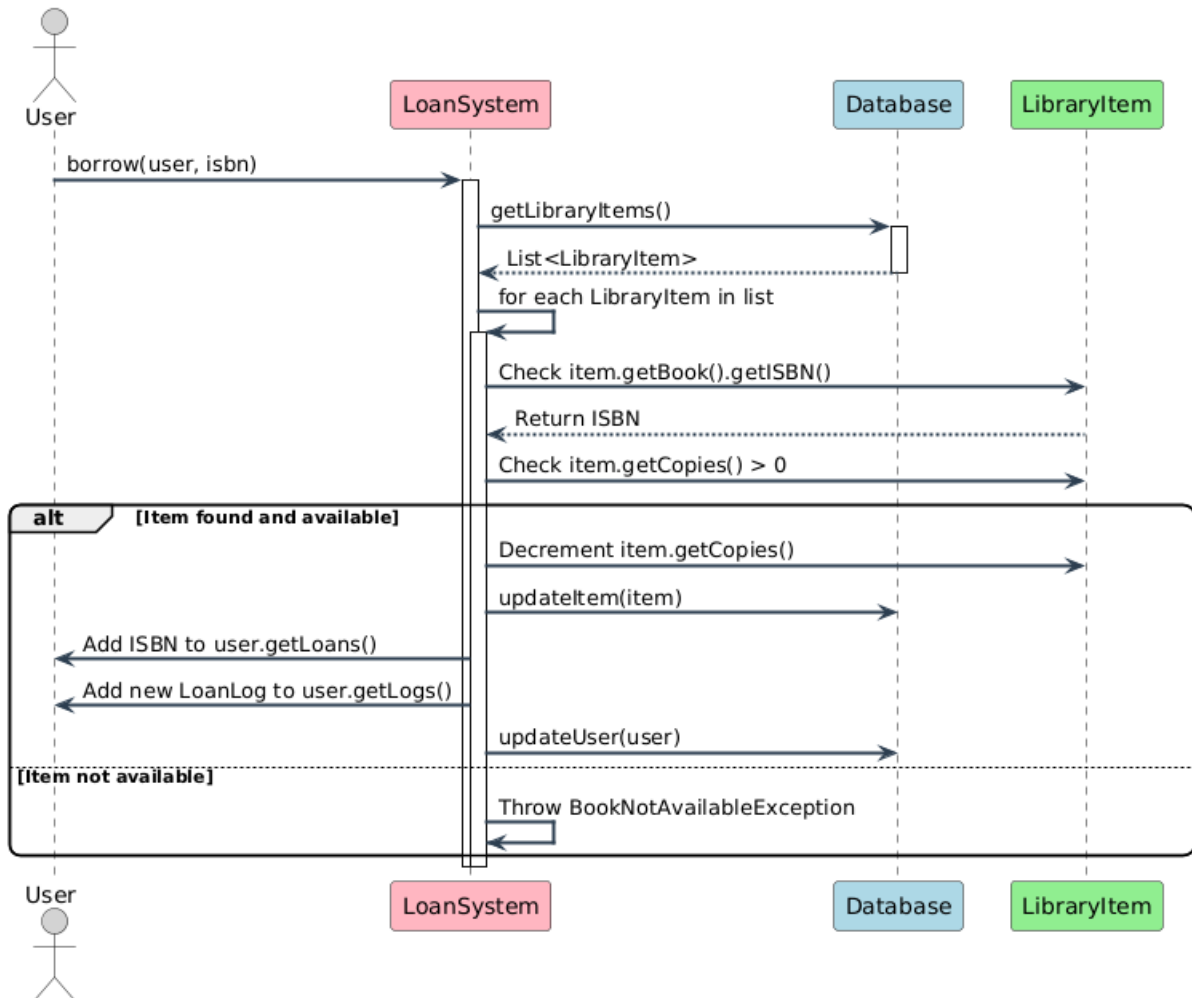 User
LoanSystem
Database
LibraryItem
borrow(user, isbn)
getLibraryItems()
List<LibraryItem>
for each LibraryItem in list
Check item.getBook().getISBN()
Return ISBN
Check item.getCopies() > 0
alt
[Item found and available]
Decrement item.getCopies()
updateItem(item)
Add ISBN to user.getLoans()
Add new LoanLog to user.getLogs()
updateUser(user)
[Item not available]
Throw BookNotAvailableException
User
LoanSystem
Database
LibraryItem